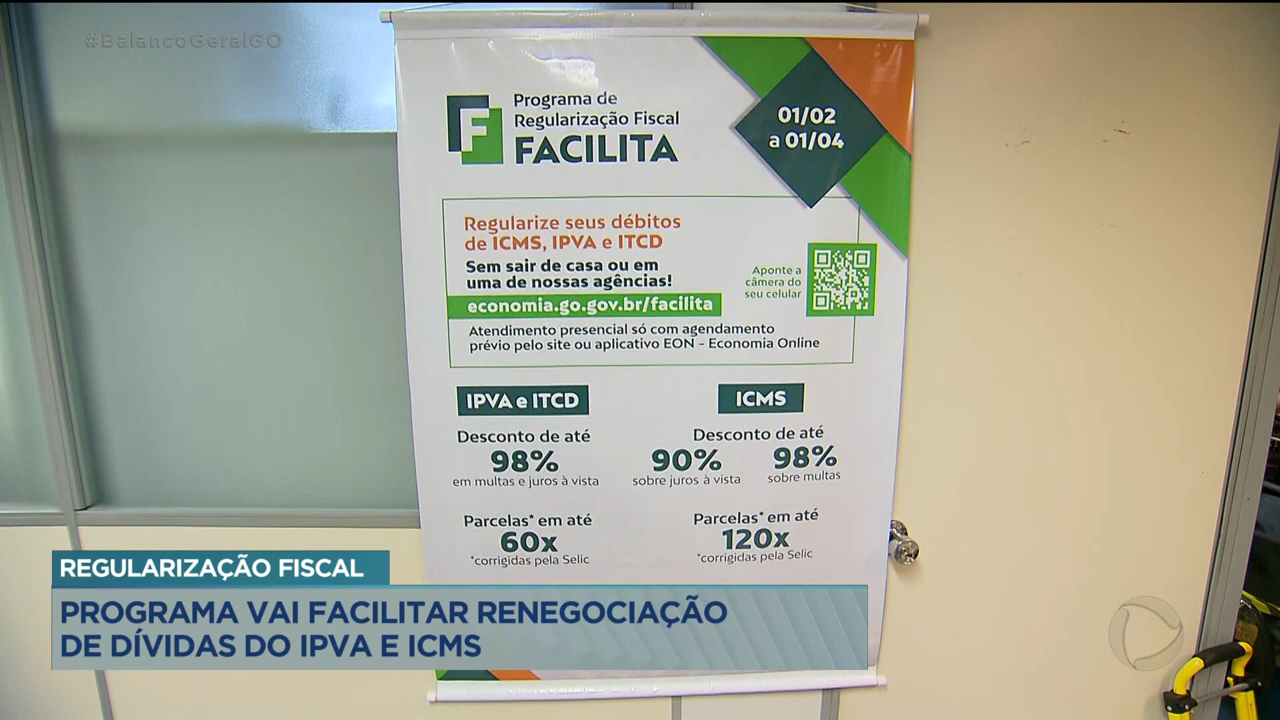 #BalancoGeralGO
Programa de
Regularização Fiscal
FACILITA
01/02
a 01/04
Regularize seus débitos
de ICMS, IPVA e ITCD
Sem sair de casa ou em
uma de nossas agências!
economia.go.gov.br/facilita
Aponte a
câmera do
seu celular
Atendimento presencial só com agendamento
prévio pelo site ou aplicativo EON - Economia Online
IPVA e ITCD
Desconto de até
98%
em multas e juros à vista
Parcelas* em até
60x
*corrigidas pela Selic
ICMS
Desconto de até
90%
sobre juros à vista
98%
sobre multas
Parcelas* em até
120x
*corrigidas pela Selic
REGULARIZAÇÃO FISCAL
PROGRAMA VAI FACILITAR RENEGOCIAÇÃO
DE DÍVIDAS DO IPVA E ICMS